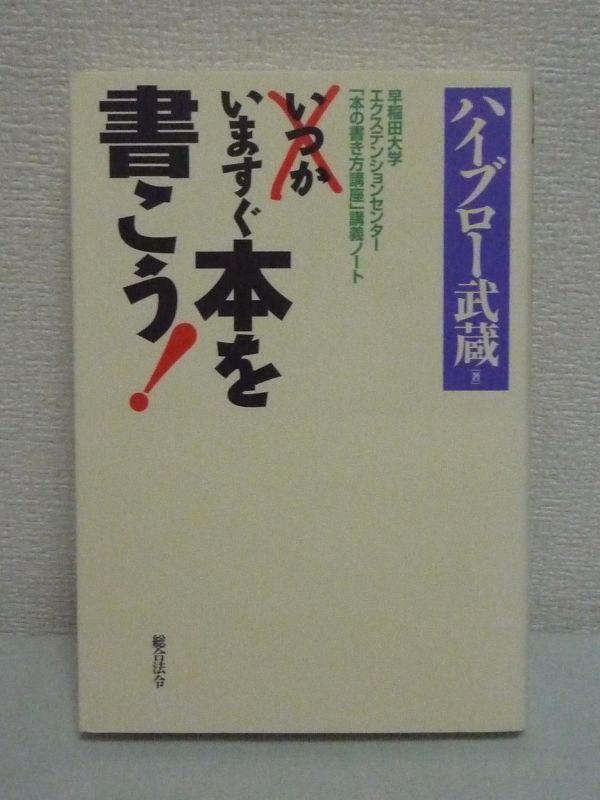 ハイブロー武蔵[著]
早稲田大学
エクステンションセンター
「本の書き方講座」講義ノート
いつか
いますぐ本を
書こう!
総合法令